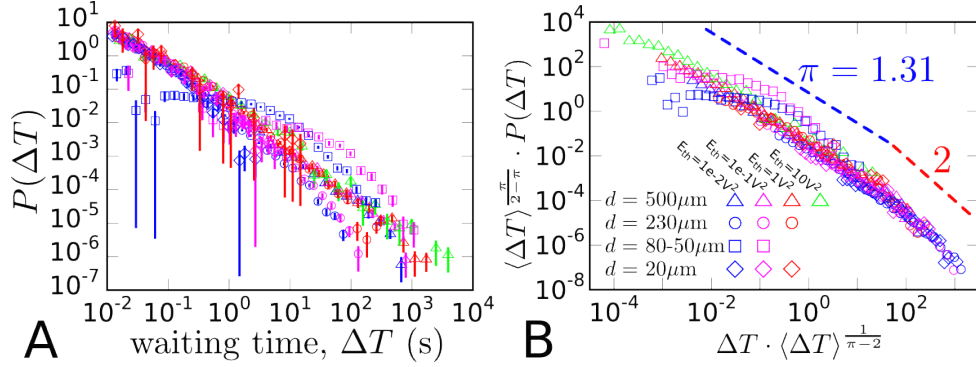 10^1
10^0
10^-1
10^-2
10^-3
10^-4
10^-5
10^-6
10^-7
P(ΔT)
10^-2 10^-1 10^0 10^1 10^2 10^3 10^4
waiting time, ΔT (s)
A
10^4
10^2
10^0
10^-2
10^-4
10^-6
10^-8
⟨ΔT⟩^{π/(2-π)} · P(ΔT)
π = 1.31
2
E_th=1e-2V^2
E_th=1e-1V^2
E_th=1V^2
E_th=10V^2
d = 500μm
d = 230μm
d = 80-50μm
d = 20μm
10^-4 10^-2 10^0 10^2
ΔT · ⟨ΔT⟩^{1/(π-2)}
B